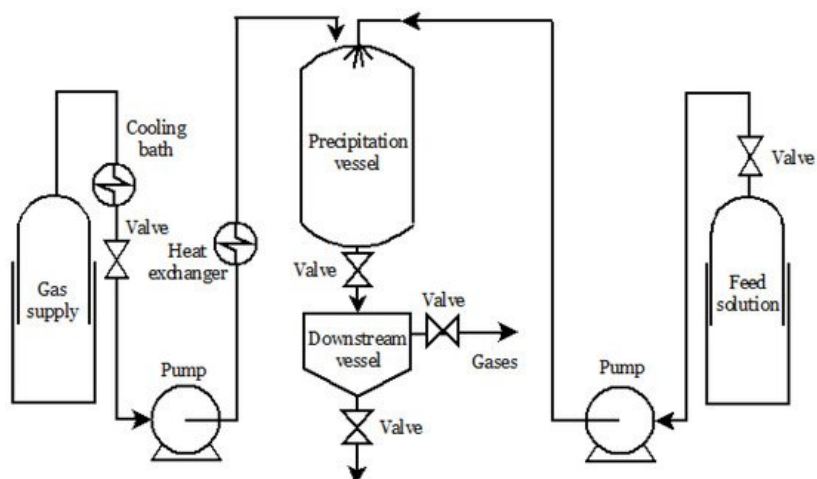 Cooling
bath
Precipitation
vessel
Valve
Valve
Heat
exchanger
Valve
Gas
supply
Valve
Feed
solution
Downstream
vessel
Gases
Pump
Pump
Valve